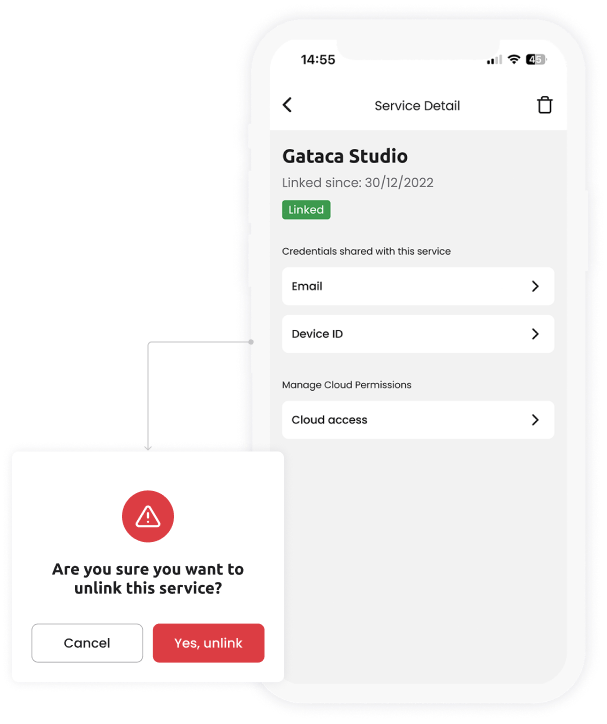 14:55
45
Service Detail
Gataca Studio
Linked since: 30/12/2022
Linked
Credentials shared with this service
Email
Device ID
Manage Cloud Permissions
Cloud access
Are you sure you want to
unlink this service?
Cancel
Yes, unlink